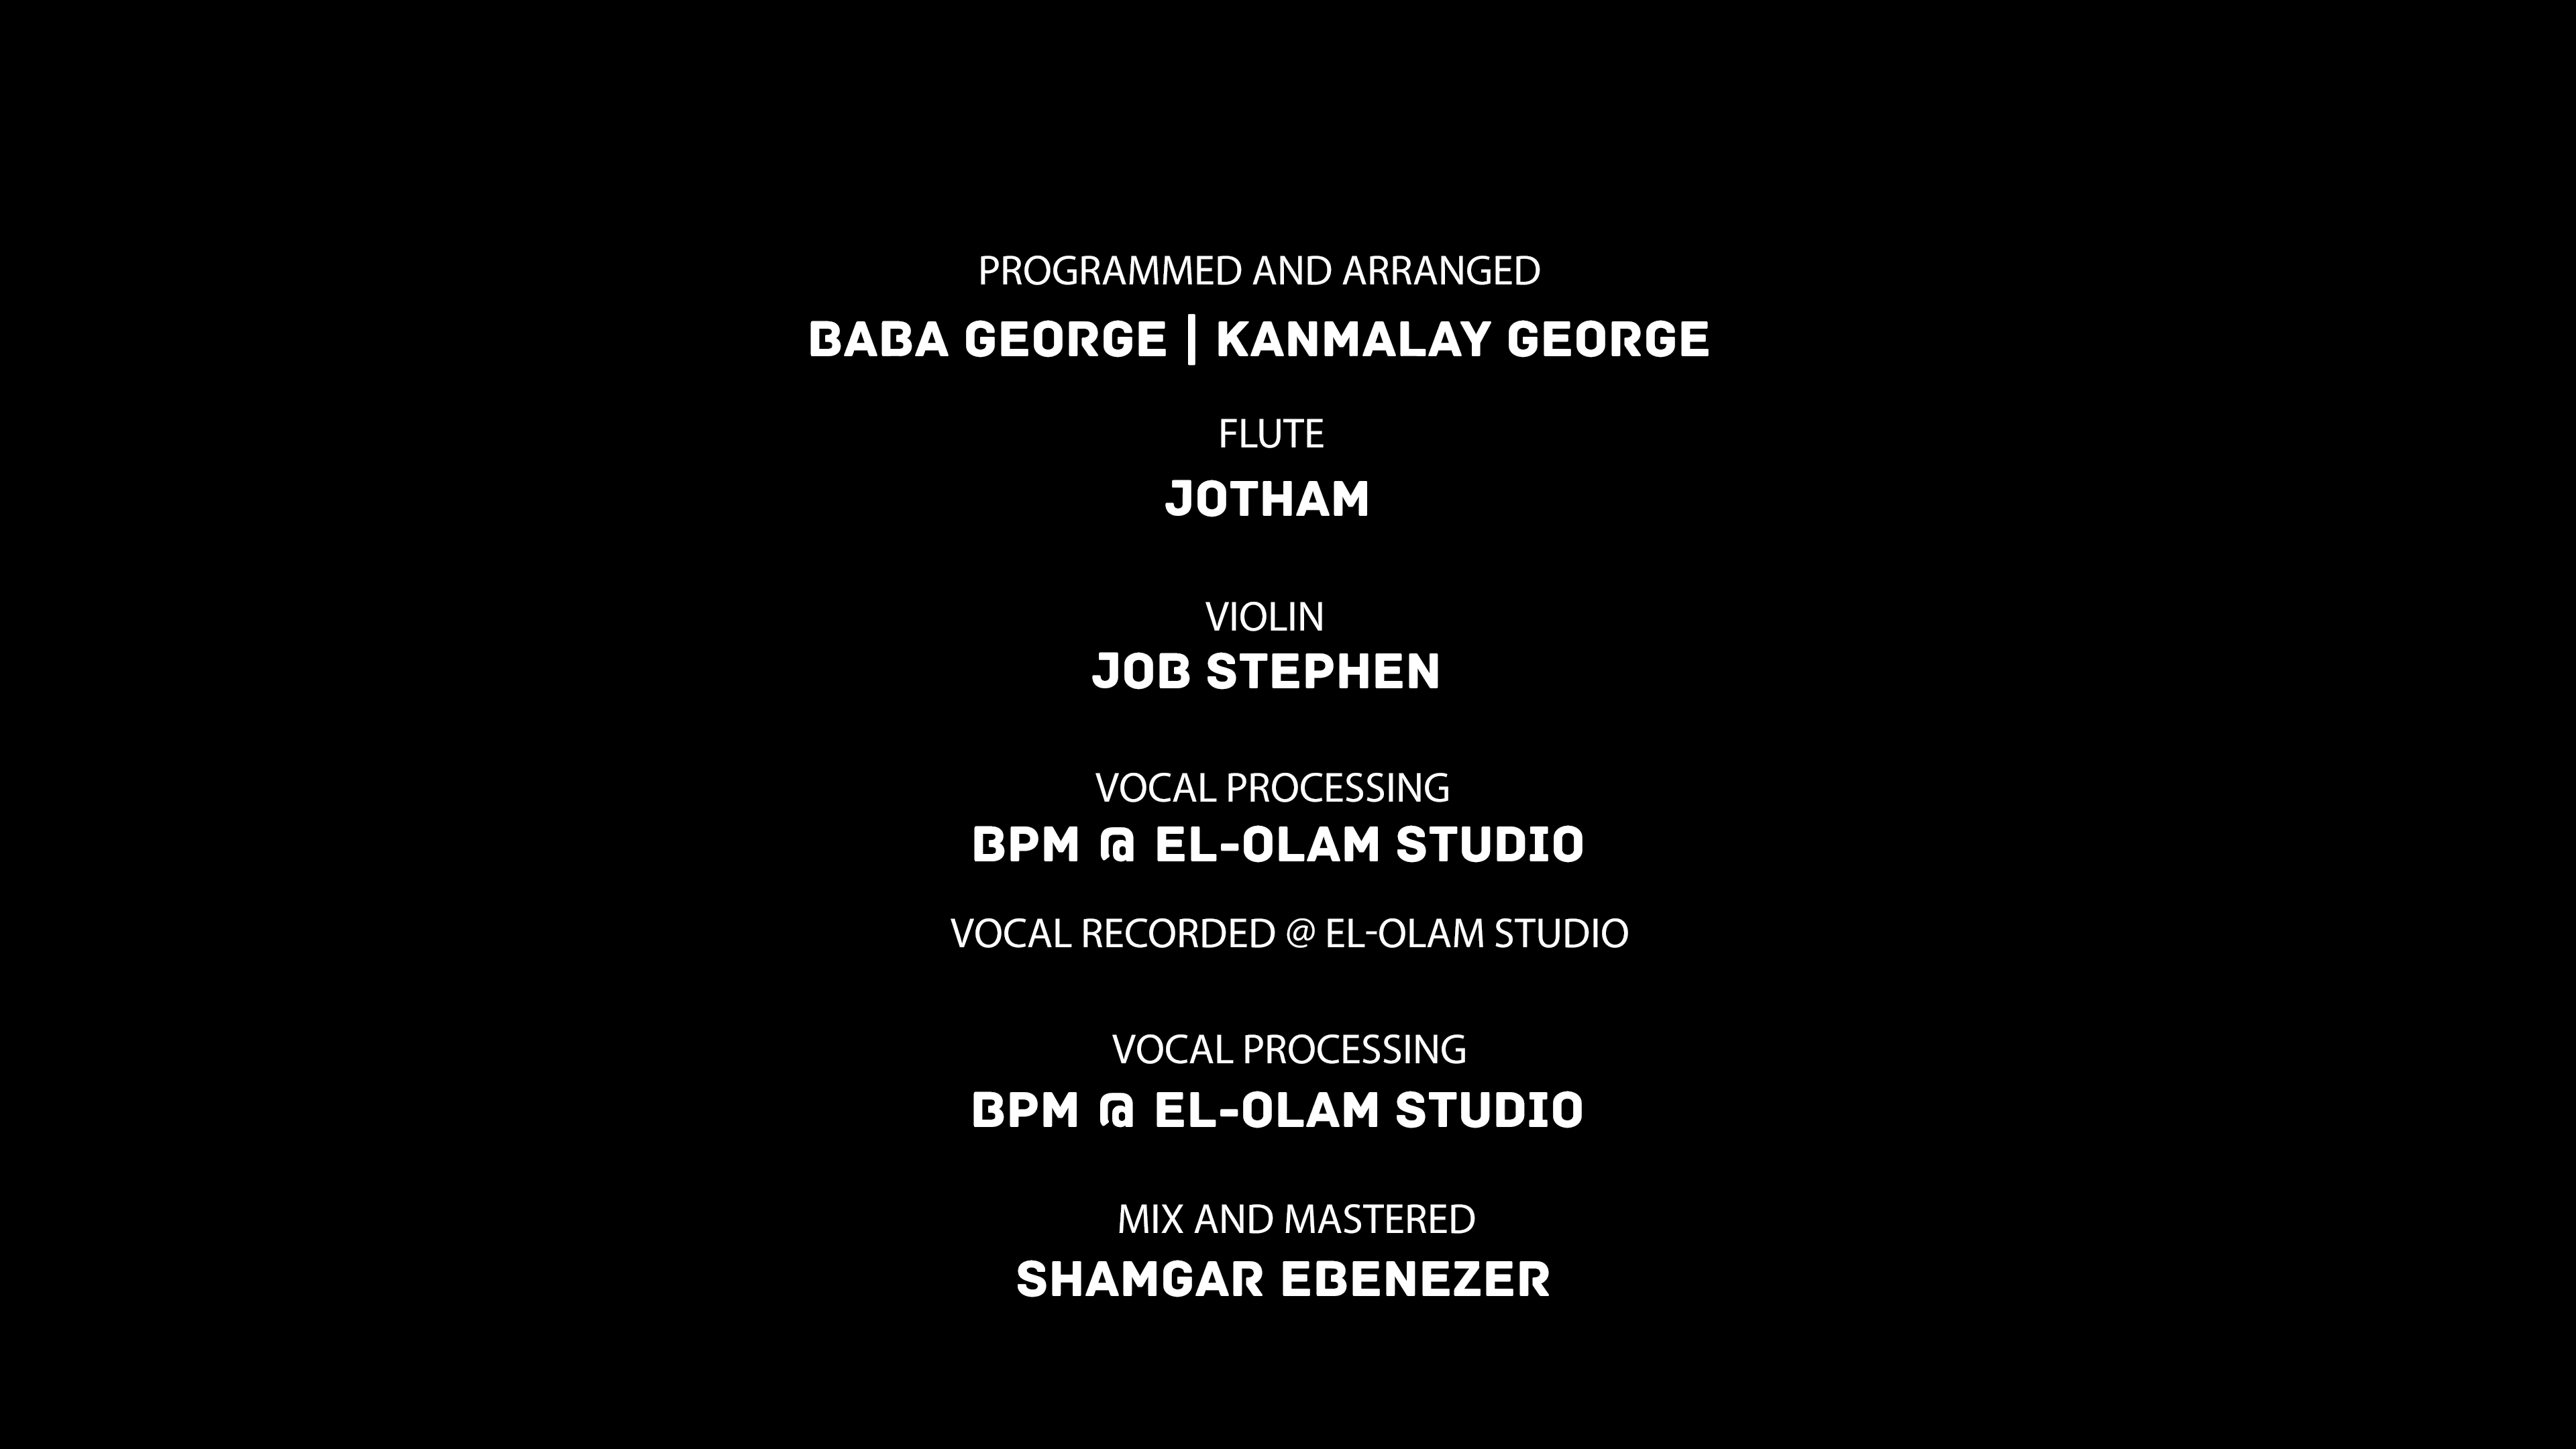 PROGRAMMED AND ARRANGED
BABA GEORGE | KANMALAY GEORGE
FLUTE
JOTHAM
VIOLIN
JOB STEPHEN
VOCAL PROCESSING
BPM @ EL-OLAM STUDIO
VOCAL RECORDED @ EL-OLAM STUDIO
VOCAL PROCESSING
BPM @ EL-OLAM STUDIO
MIX AND MASTERED
SHAMGAR EBENEZER